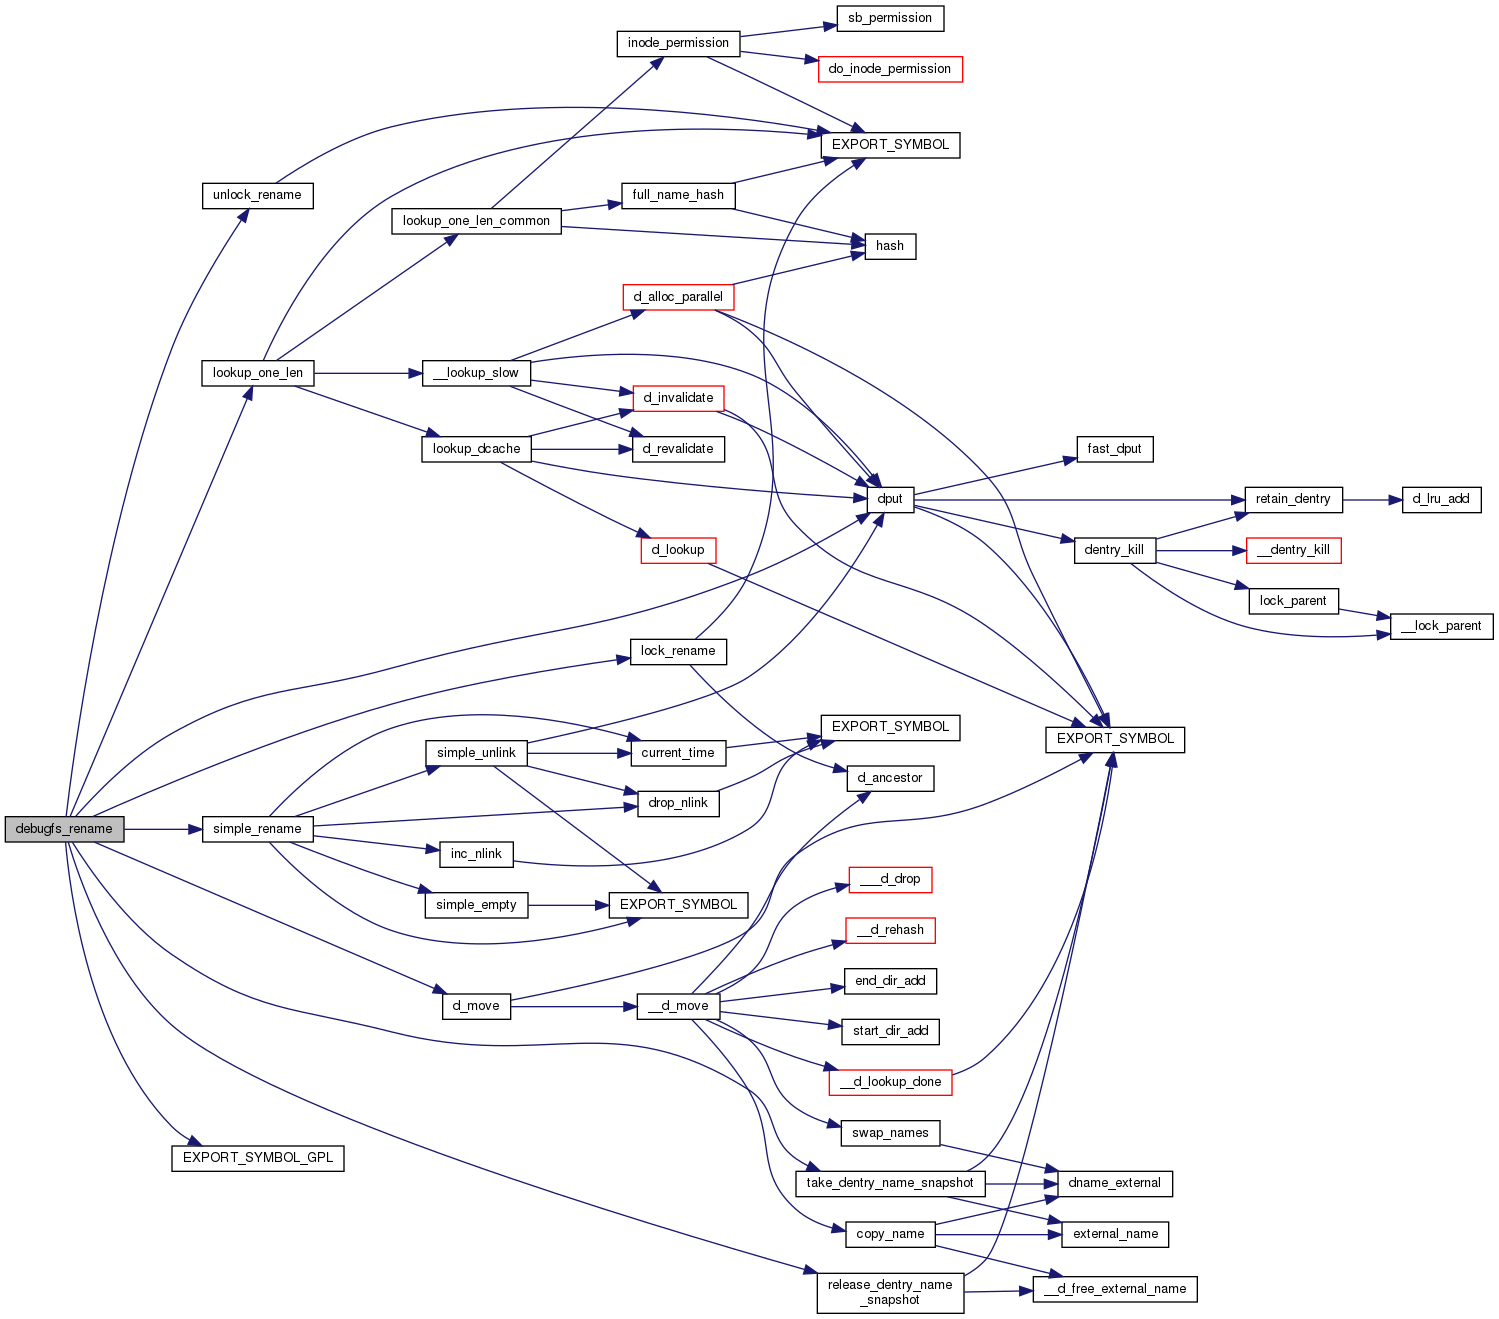 sb_permission
inode_permission
do_inode_permission
EXPORT_SYMBOL
unlock_rename
full_name_hash
lookup_one_len_common
hash
d_alloc_parallel
lookup_one_len
__lookup_slow
d_invalidate
lookup_dcache
d_revalidate
fast_dput
dput
retain_dentry
d_lru_add
d_lookup
dentry_kill
__dentry_kill
lock_parent
__lock_parent
lock_rename
EXPORT_SYMBOL
simple_unlink
current_time
EXPORT_SYMBOL
d_ancestor
drop_nlink
debugfs_rename
simple_rename
inc_nlink
___d_drop
simple_empty
EXPORT_SYMBOL
__d_rehash
end_dir_add
d_move
__d_move
start_dir_add
__d_lookup_done
swap_names
EXPORT_SYMBOL_GPL
take_dentry_name_snapshot
dname_external
copy_name
external_name
release_dentry_name
_snapshot
__d_free_external_name